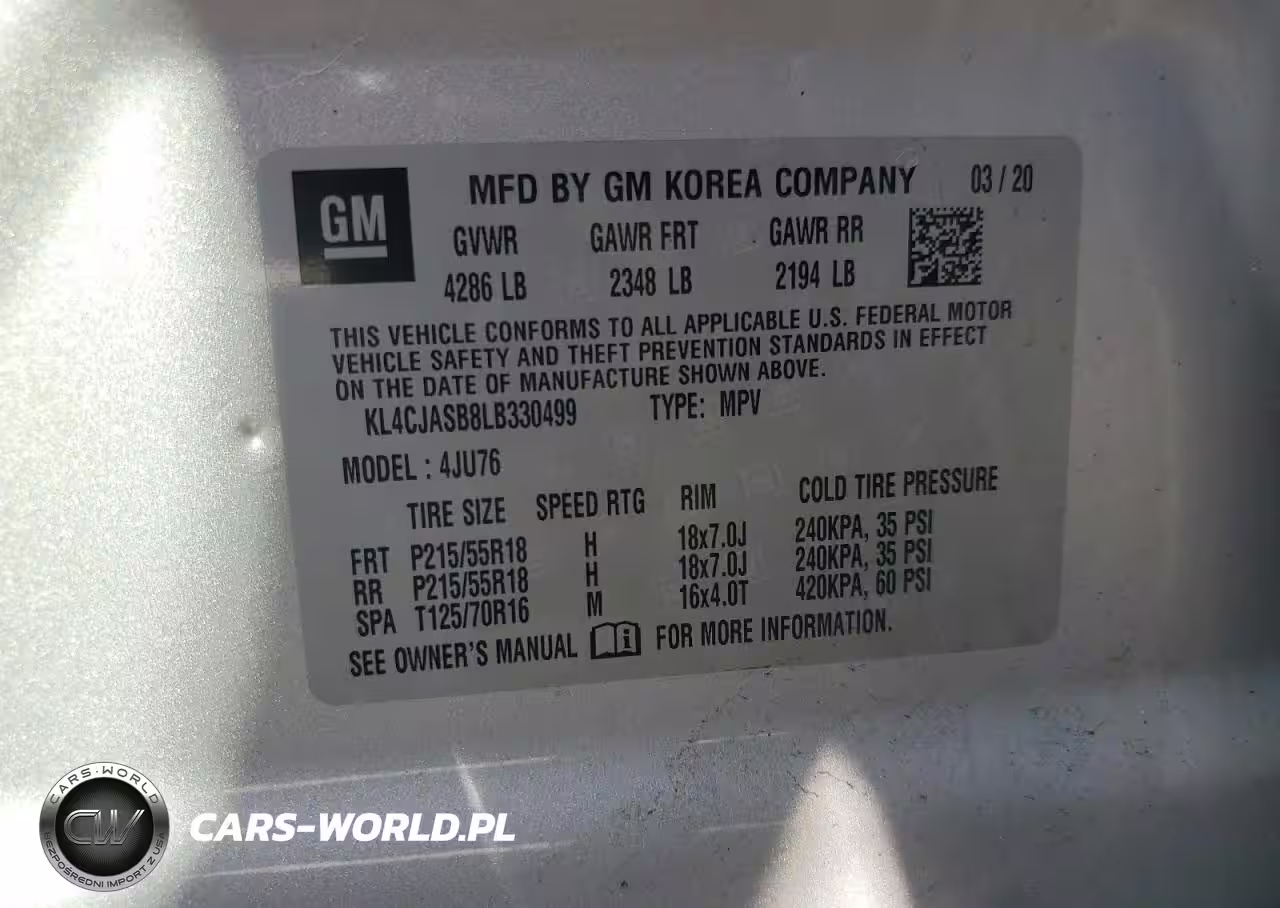 GM
MFD BY GM KOREA COMPANY 03 / 20
GVWR GAWR FRT GAWR RR
4286 LB 2348 LB 2194 LB
THIS VEHICLE CONFORMS TO ALL APPLICABLE U.S. FEDERAL MOTOR
VEHICLE SAFETY AND THEFT PREVENTION STANDARDS IN EFFECT
ON THE DATE OF MANUFACTURE SHOWN ABOVE.
KL4CJASB8LB330499 TYPE: MPV
MODEL : 4JU76
TIRE SIZE SPEED RTG RIM COLD TIRE PRESSURE
FRT P215/55R18 H 18x7.0J 240KPA, 35 PSI
RR P215/55R18 H 18x7.0J 240KPA, 35 PSI
SPA T125/70R16 M 16x4.0T 420KPA, 60 PSI
SEE OWNER'S MANUAL FOR MORE INFORMATION.
CARS-WORLD
CW
BEZPOŚREDNI IMPORT Z USA
CARS-WORLD.PL